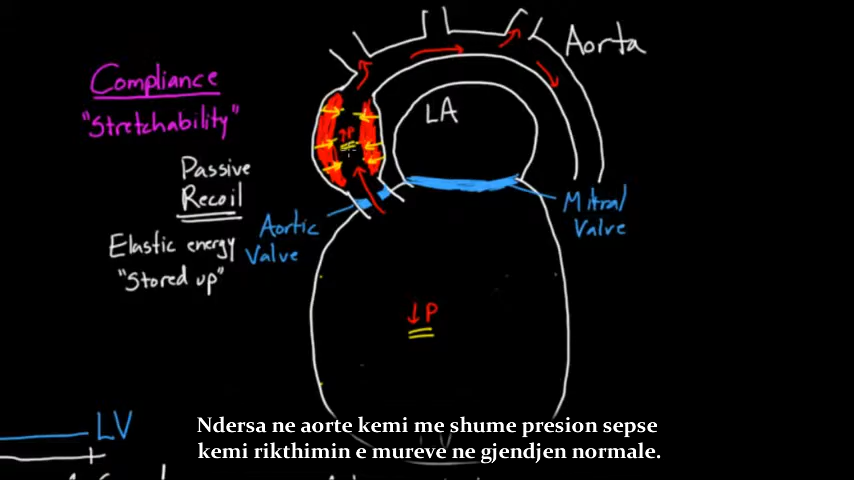 Compliance
"Stretchability"
Passive
Recoil
Elastic energy
"Stored up"
Aorta
LA
↑P
Aortic
Valve
Mitral
Valve
↓P
LV
Ndersa ne aorte kemi me shume presion sepse
kemi rikthimin e mureve ne gjendjen normale.